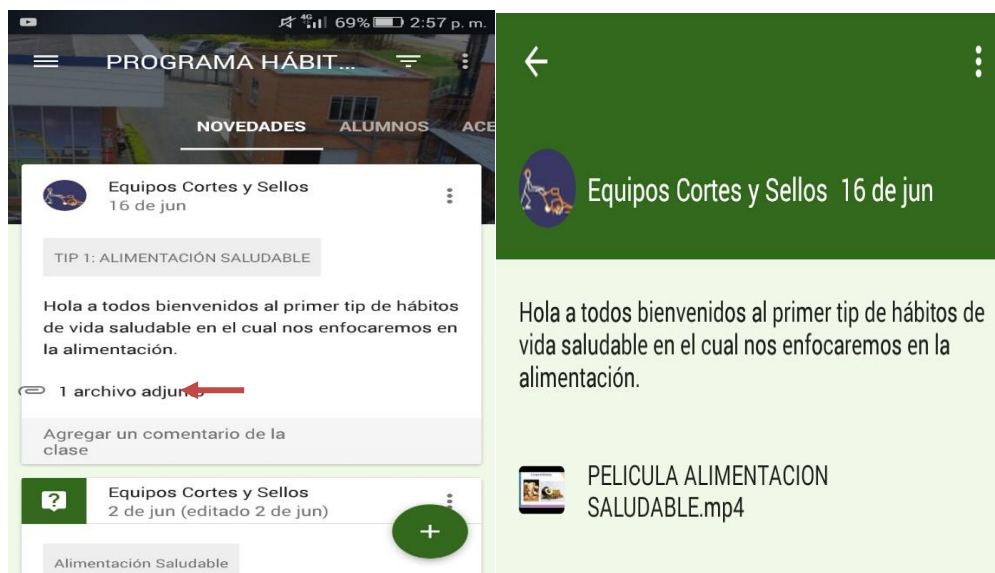 69% 2:57 p. m.
PROGRAMA HÁBIT...
NOVEDADES ALUMNOS ACE
Equipos Cortes y Sellos
16 de jun
TIP 1: ALIMENTACIÓN SALUDABLE
Hola a todos bienvenidos al primer tip de hábitos
de vida saludable en el cual nos enfocaremos en
la alimentación.
1 archivo adjunto
Agregar un comentario de la
clase
Equipos Cortes y Sellos
2 de jun (editado 2 de jun)
+
Alimentación Saludable
Equipos Cortes y Sellos 16 de jun
Hola a todos bienvenidos al primer tip de hábitos de
vida saludable en el cual nos enfocaremos en la
alimentación.
PELICULA ALIMENTACION
SALUDABLE.mp4